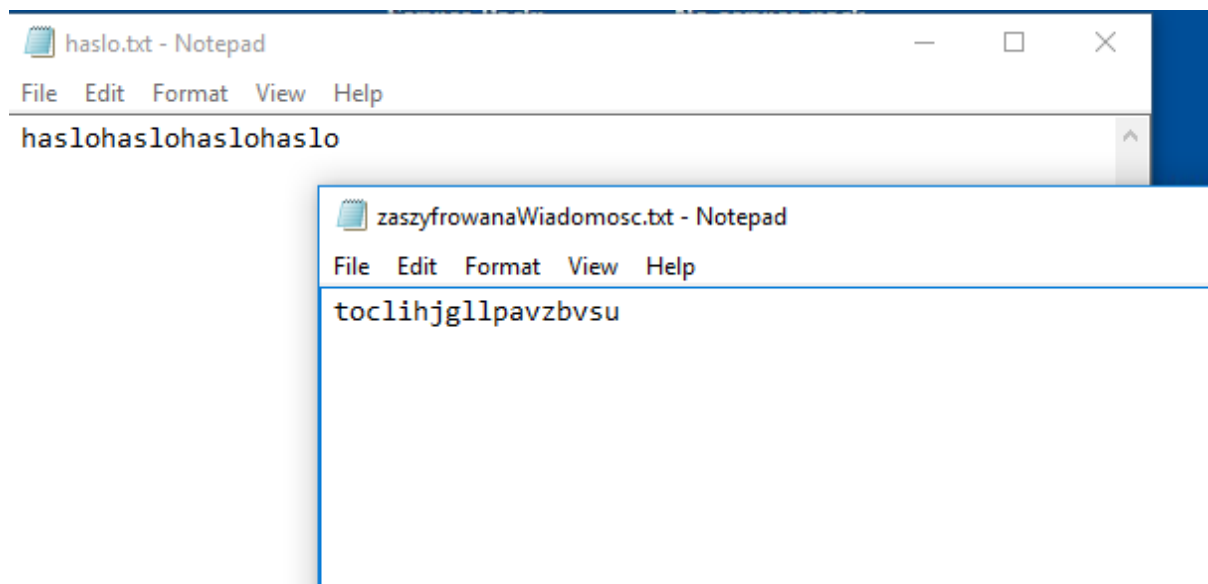 haslo.txt - Notepad
File Edit Format View Help
haslohaslohaslohaslo
zaszyfrowanaWiadomosc.txt - Notepad
File Edit Format View Help
toclihjgllpavzbvsu